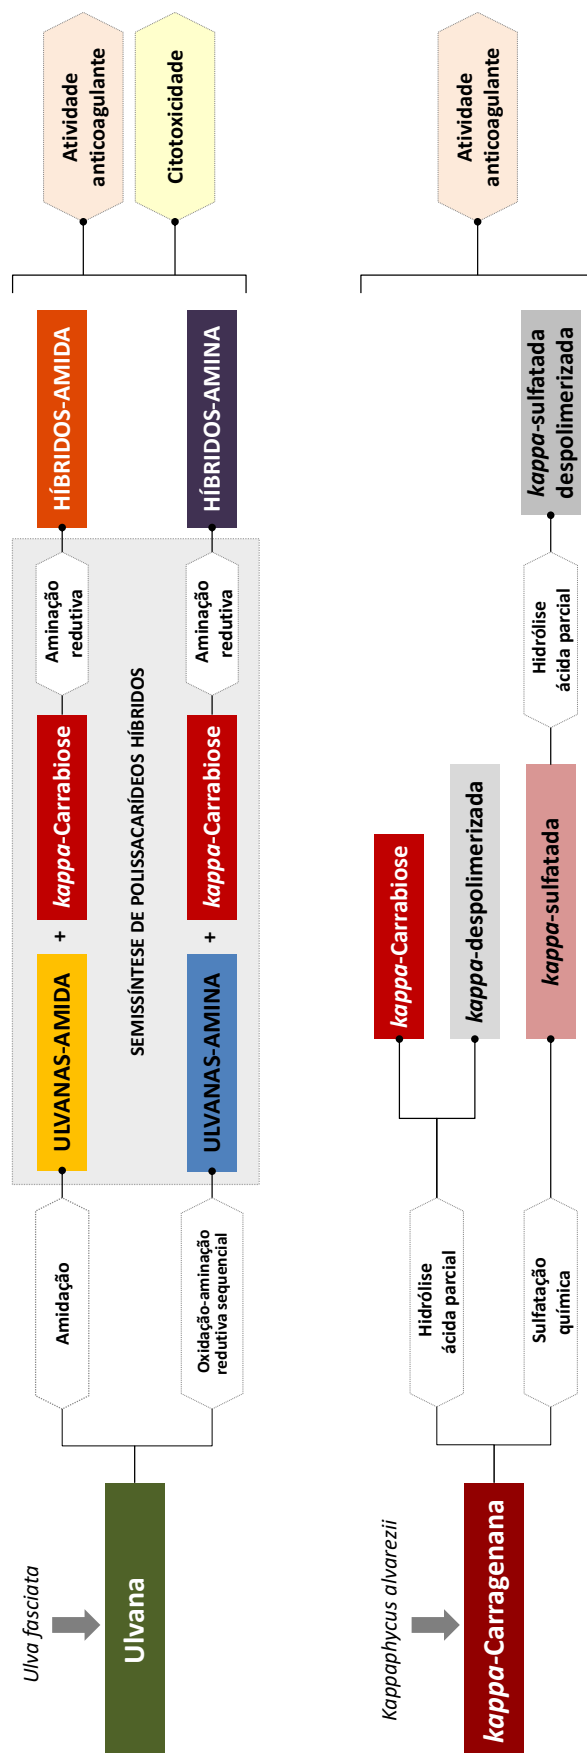 Ulva fasciata
Ulvana
Amidação
Oxidação-aminação
redutiva sequencial
ULVANAS-AMIDA
+
kappa-Carrabiose
Aminação
redutiva
HÍBRIDOS-AMIDA
SEMISSÍNTESE DE POLISSACARÍDEOS HÍBRIDOS
ULVANAS-AMINA
+
kappa-Carrabiose
Aminação
redutiva
HÍBRIDOS-AMINA
Atividade
anticoagulante
Citotoxicidade
Kappaphycus alvarezii
kappa-Carragenana
Hidrólise
ácida parcial
kappa-Carrabiose
kappa-despolimerizada
Sulfatação
química
kappa-sulfatada
Hidrólise
ácida parcial
kappa-sulfatada
despolimerizada
Atividade
anticoagulante